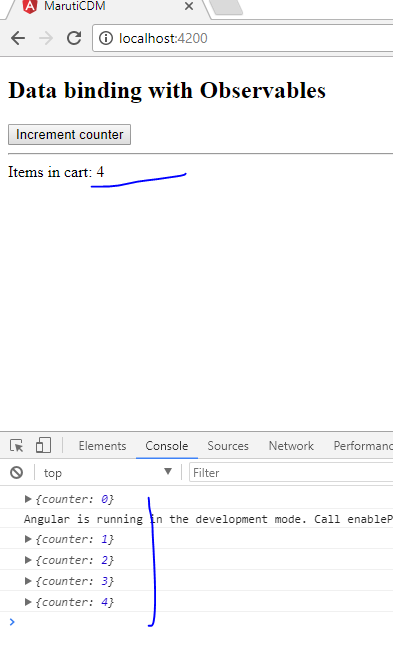 MarutiCDM
localhost:4200
Data binding with Observables
Increment counter
Items in cart: 4
Elements Console Sources Network Performanc
top Filter
{counter: 0}
Angular is running in the development mode. Call enableP
{counter: 1}
{counter: 2}
{counter: 3}
{counter: 4}